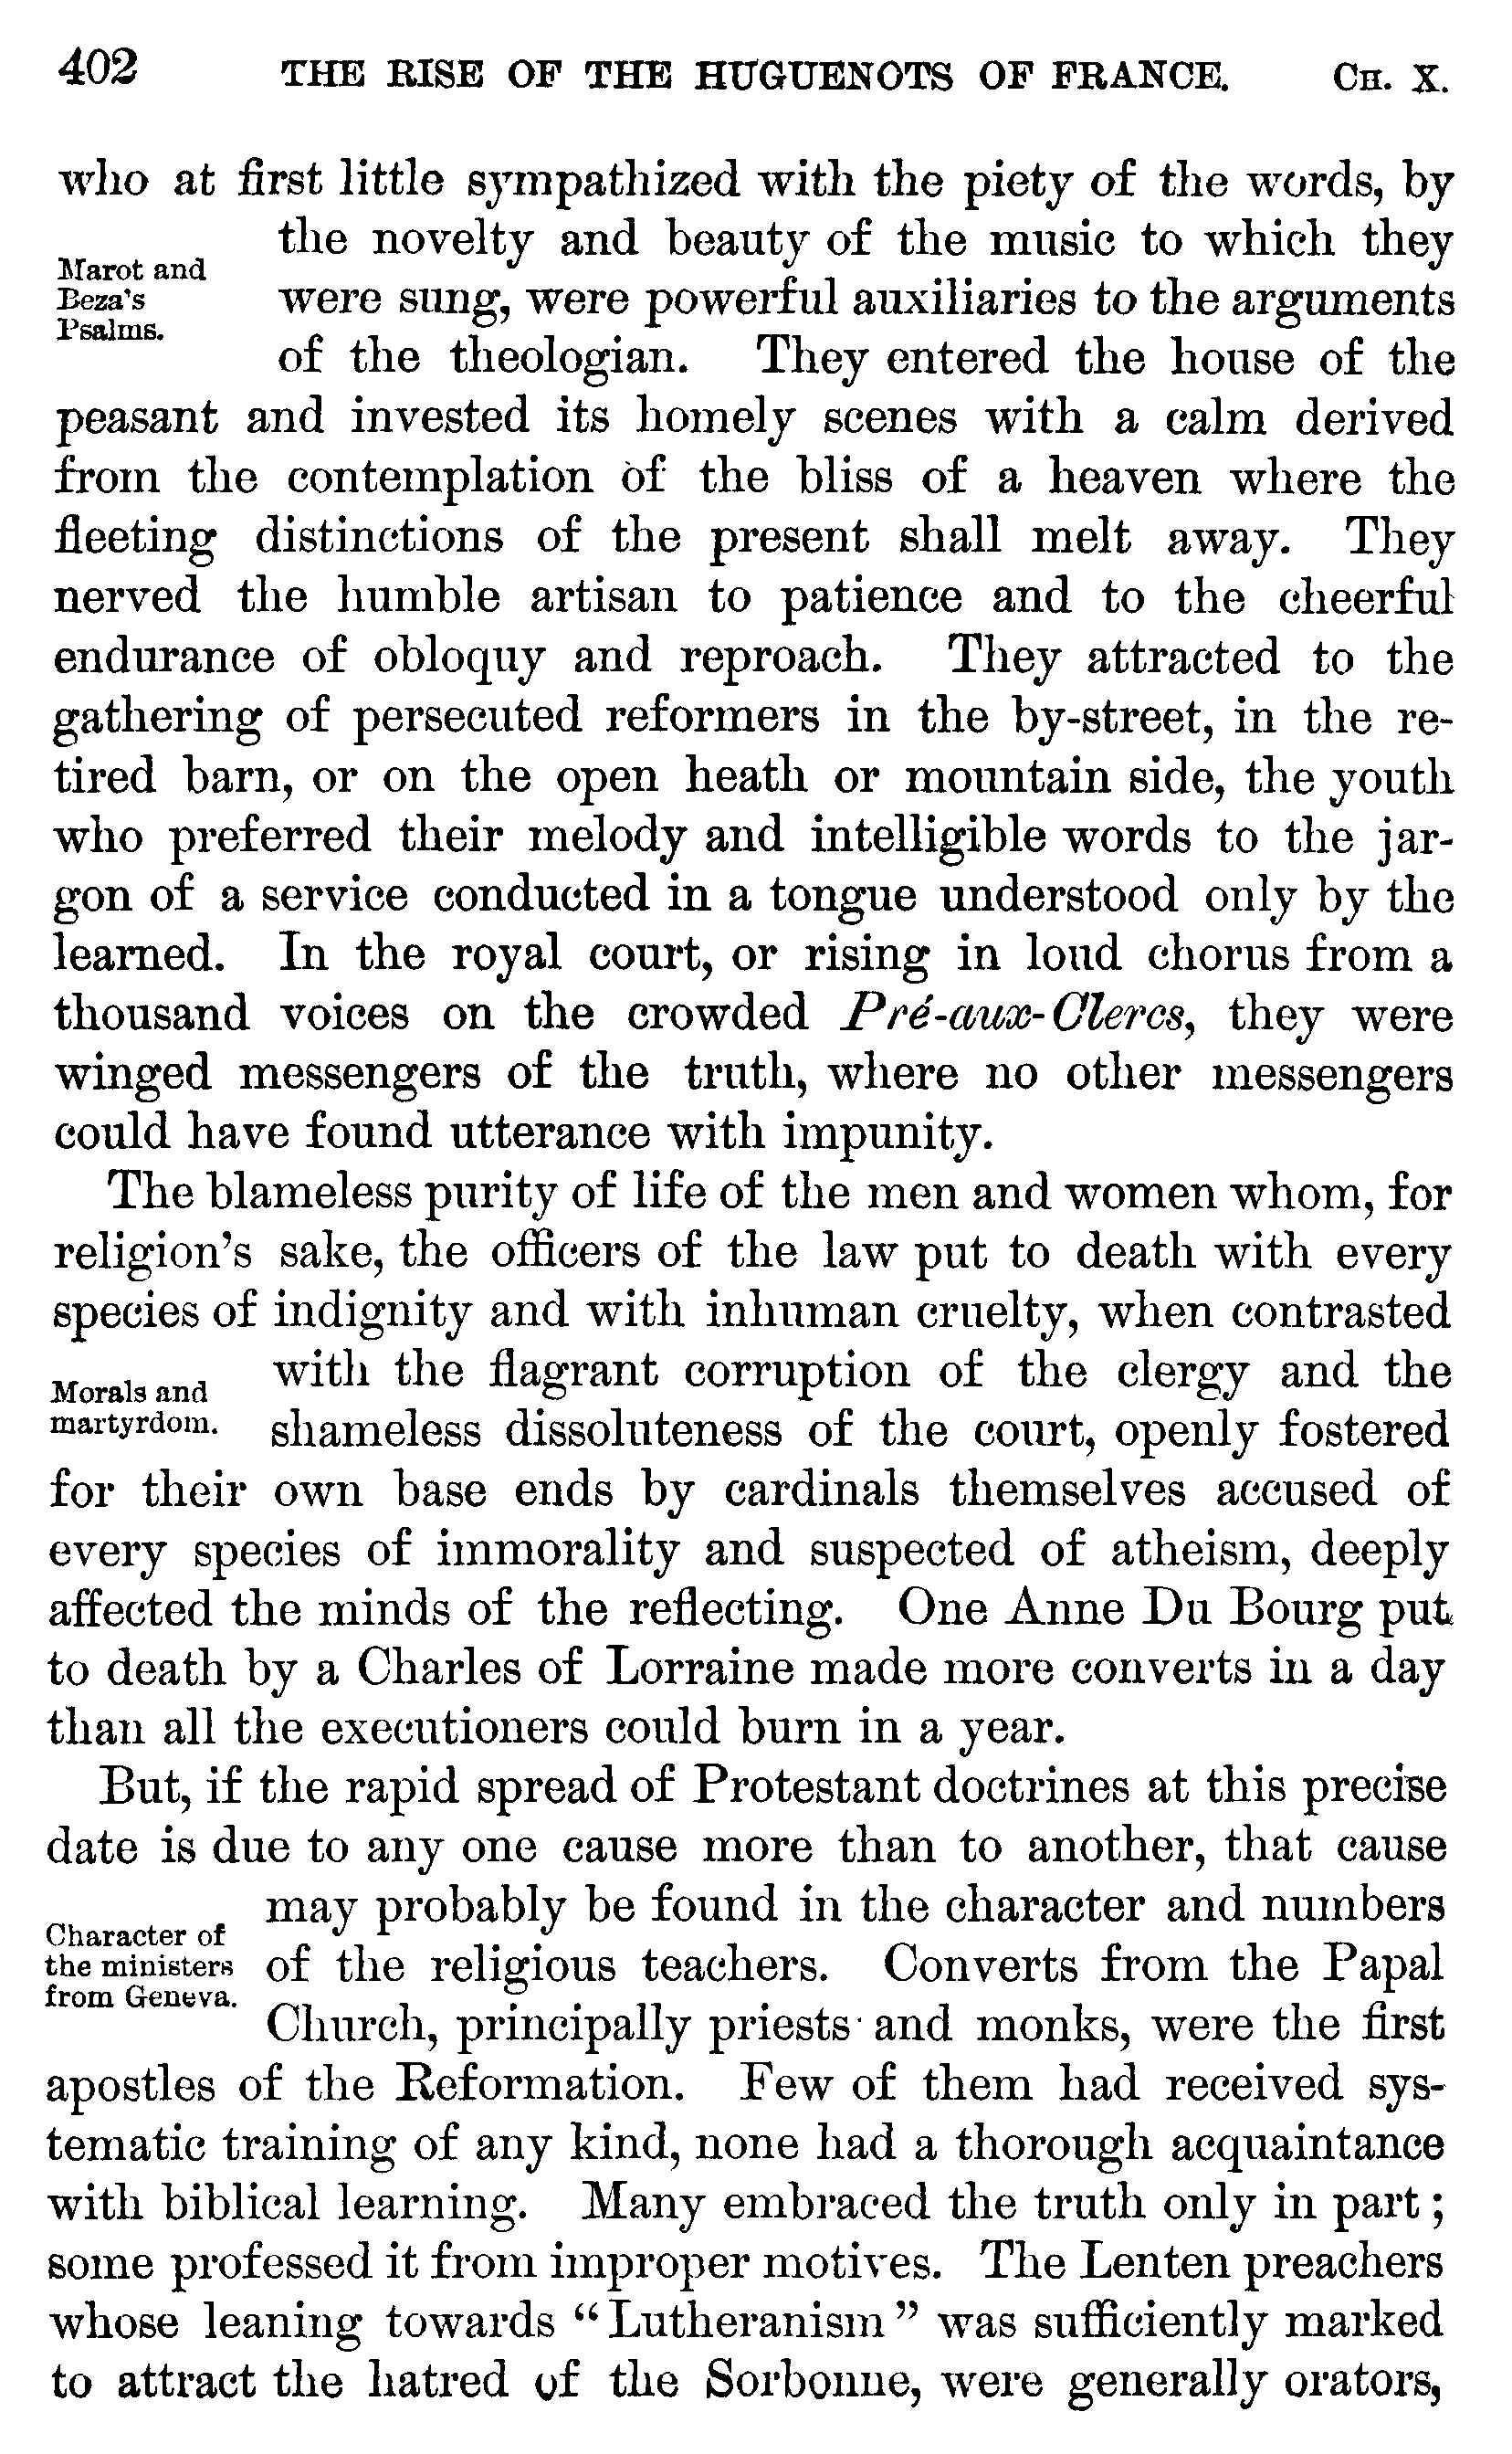 402 THE RISE OF THE HUGUENOTS OF FRANCE. CH. X.
who at first little sympathized with the piety of the words, by
the novelty and beauty of the music to which they
Marot and
Beza's
Psalms.
were sung, were powerful auxiliaries to the arguments
of the theologian. They entered the house of the
peasant and invested its homely scenes with a calm derived
from the contemplation of the bliss of a heaven where the
fleeting distinctions of the present shall melt away. They
nerved the humble artisan to patience and to the cheerful
endurance of obloquy and reproach. They attracted to the
gathering of persecuted reformers in the by-street, in the re-
tired barn, or on the open heath or mountain side, the youth
who preferred their melody and intelligible words to the jar-
gon of a service conducted in a tongue understood only by the
learned. In the royal court, or rising in loud chorus from a
thousand voices on the crowded Pré-aux-Clercs, they were
winged messengers of the truth, where no other messengers
could have found utterance with impunity.
The blameless purity of life of the men and women whom, for
religion's sake, the officers of the law put to death with every
species of indignity and with inhuman cruelty, when contrasted
with the flagrant corruption of the clergy and the
Morals and
martyrdom.
shameless dissoluteness of the court, openly fostered
for their own base ends by cardinals themselves accused of
every species of immorality and suspected of atheism, deeply
affected the minds of the reflecting. One Anne Du Bourg put
to death by a Charles of Lorraine made more converts in a day
than all the executioners could burn in a year.
But, if the rapid spread of Protestant doctrines at this precise
date is due to any one cause more than to another, that cause
may probably be found in the character and numbers
Character of
the ministers
from Geneva.
of the religious teachers. Converts from the Papal
Church, principally priests and monks, were the first
apostles of the Reformation. Few of them had received sys-
tematic training of any kind, none had a thorough acquaintance
with biblical learning. Many embraced the truth only in part;
some professed it from improper motives. The Lenten preachers
whose leaning towards "Lutheranism" was sufficiently marked
to attract the hatred of the Sorbonne, were generally orators,